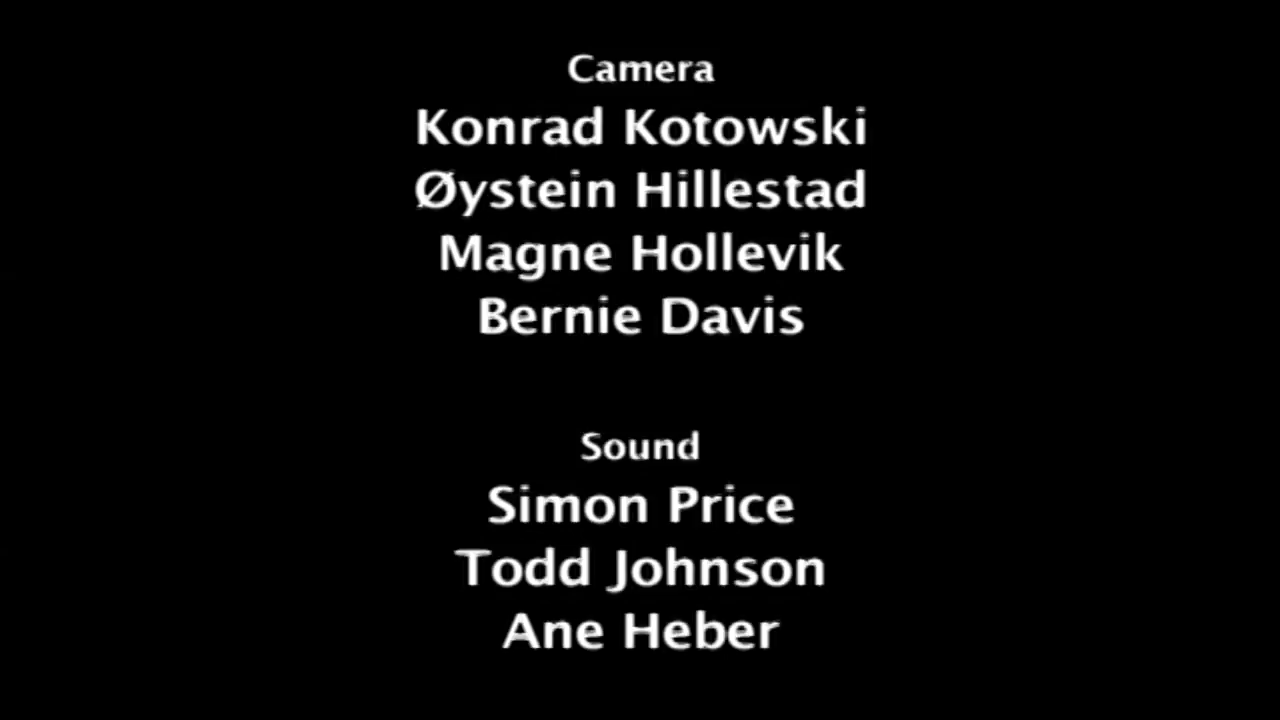 Camera
Konrad Kotowski
Øystein Hillestad
Magne Hollevik
Bernie Davis
Sound
Simon Price
Todd Johnson
Ane Heber